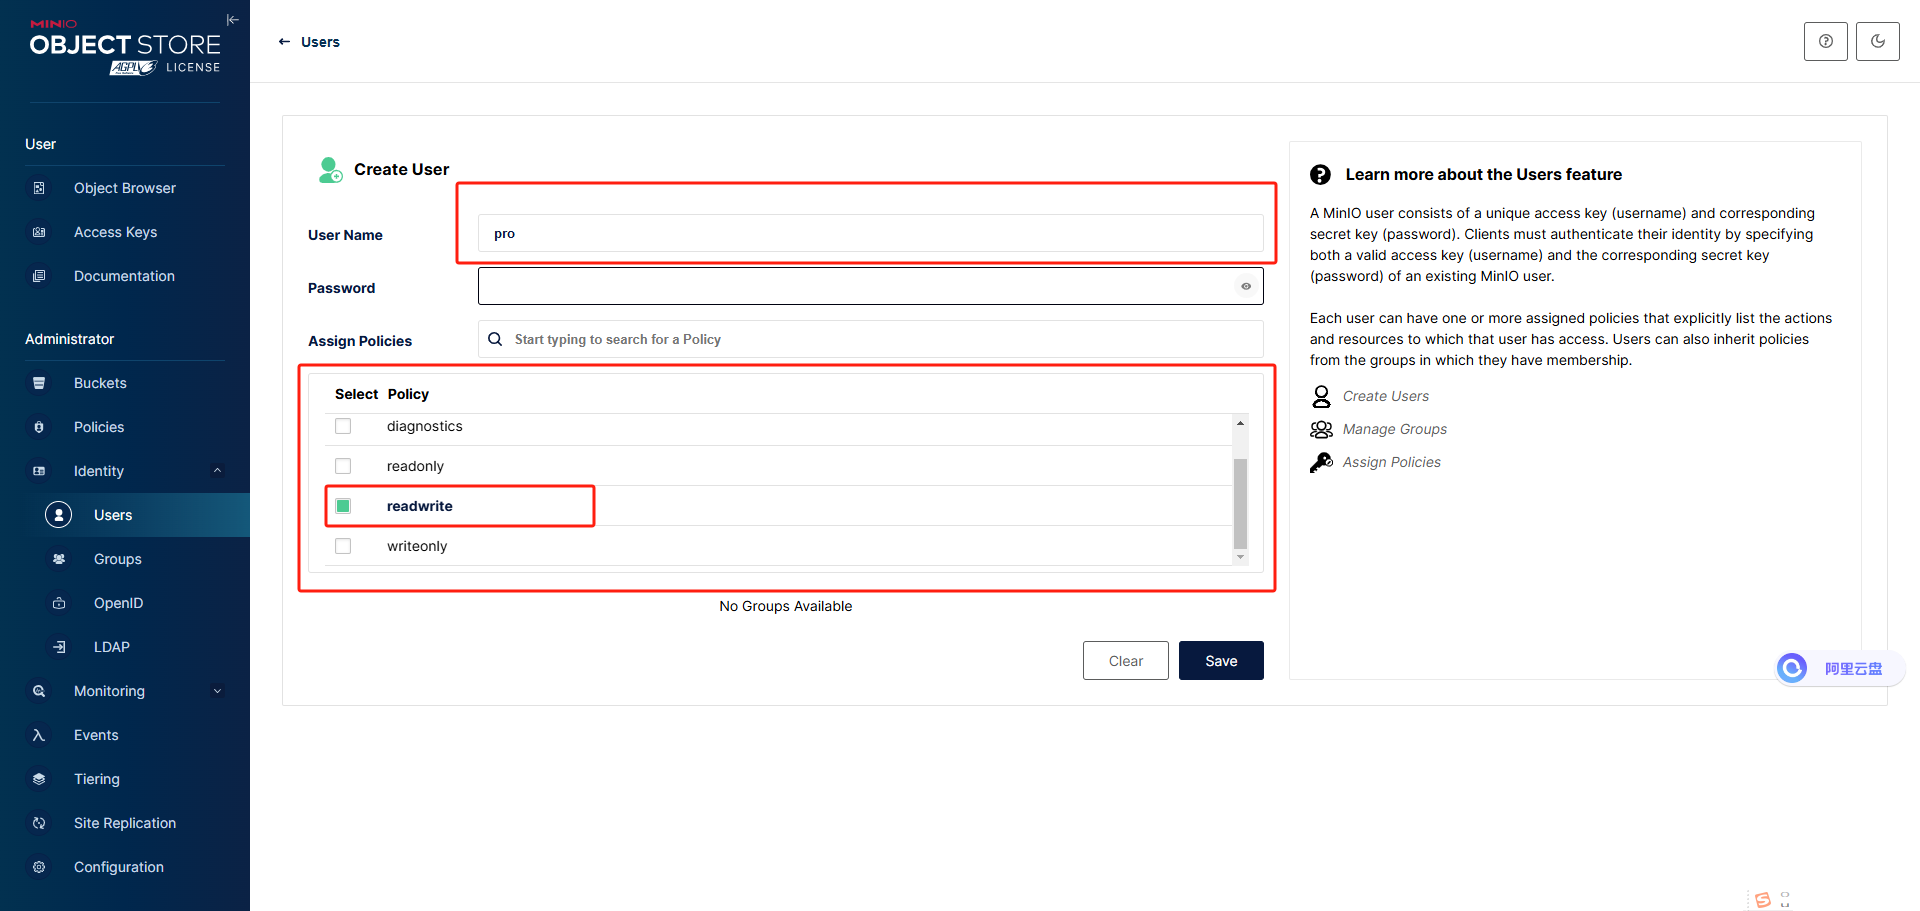 MINIO
OBJECT STORE
AGPL LICENSE
User
Object Browser
Access Keys
Documentation
Administrator
Buckets
Policies
Identity
Users
Groups
OpenID
LDAP
Monitoring
Events
Tiering
Site Replication
Configuration
← Users
Create User
User Name
pro
Password
Assign Policies
Start typing to search for a Policy
Select Policy
diagnostics
readonly
readwrite
writeonly
No Groups Available
Clear
Save
Learn more about the Users feature
A MinIO user consists of a unique access key (username) and corresponding
secret key (password). Clients must authenticate their identity by specifying
both a valid access key (username) and the corresponding secret key
(password) of an existing MinIO user.
Each user can have one or more assigned policies that explicitly list the actions
and resources to which that user has access. Users can also inherit policies
from the groups in which they have membership.
Create Users
Manage Groups
Assign Policies
阿里云盘